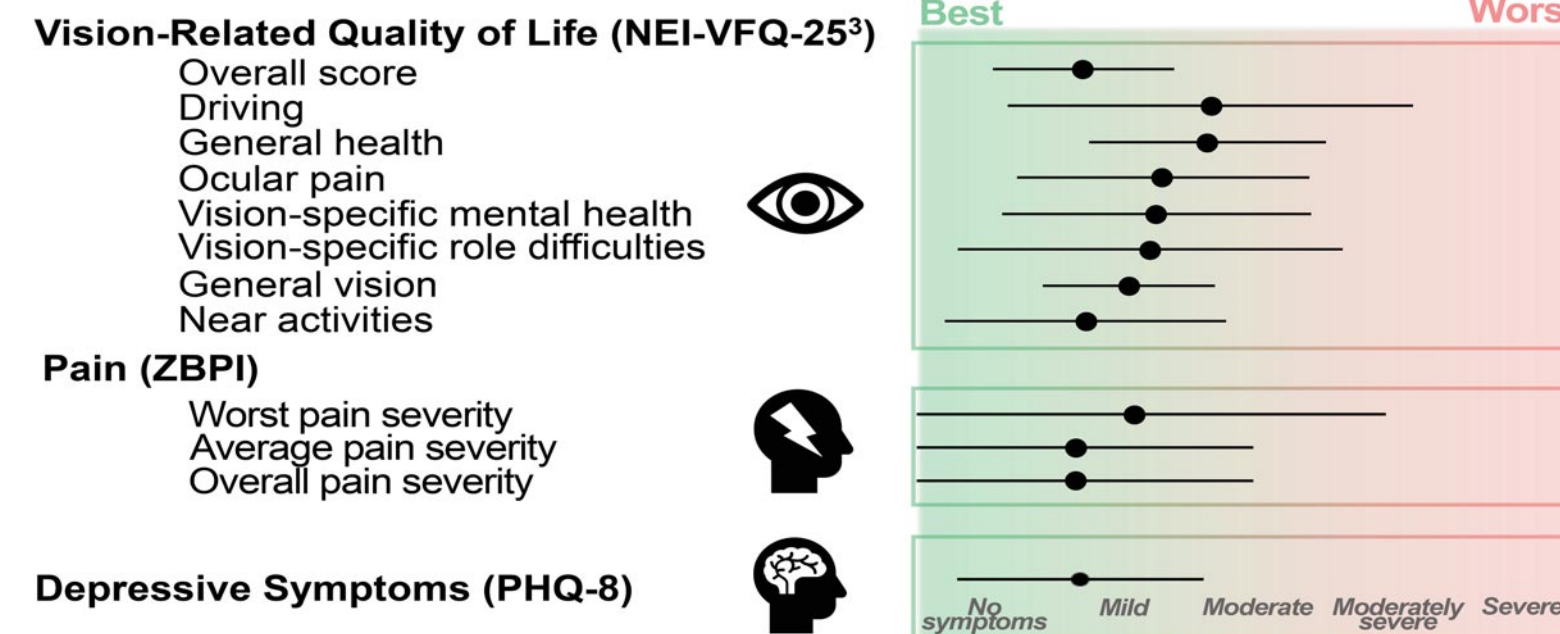 Best Wors
Vision-Related Quality of Life (NEI-VFQ-25³)
Overall score
Driving
General health
Ocular pain
Vision-specific mental health
Vision-specific role difficulties
General vision
Near activities
Pain (ZBPI)
Worst pain severity
Average pain severity
Overall pain severity
Depressive Symptoms (PHQ-8)
No symptoms
Mild
Moderate
Moderately severe
Severe